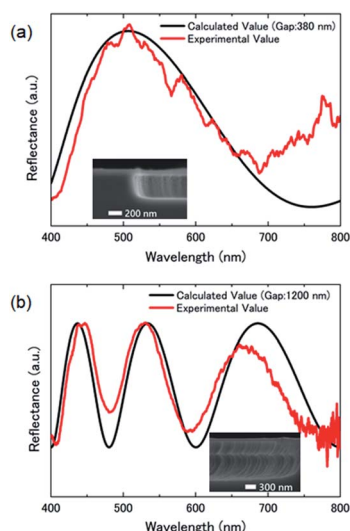 (a)
Calculated Value (Gap:380 nm)
Experimental Value
Reflectance (a.u.)
200 nm
400 500 600 700 800
Wavelength (nm)
(b)
Calculated Value (Gap:1200 nm)
Experimental Value
Reflectance (a.u.)
300 nm
400 500 600 700 800
Wavelength (nm)